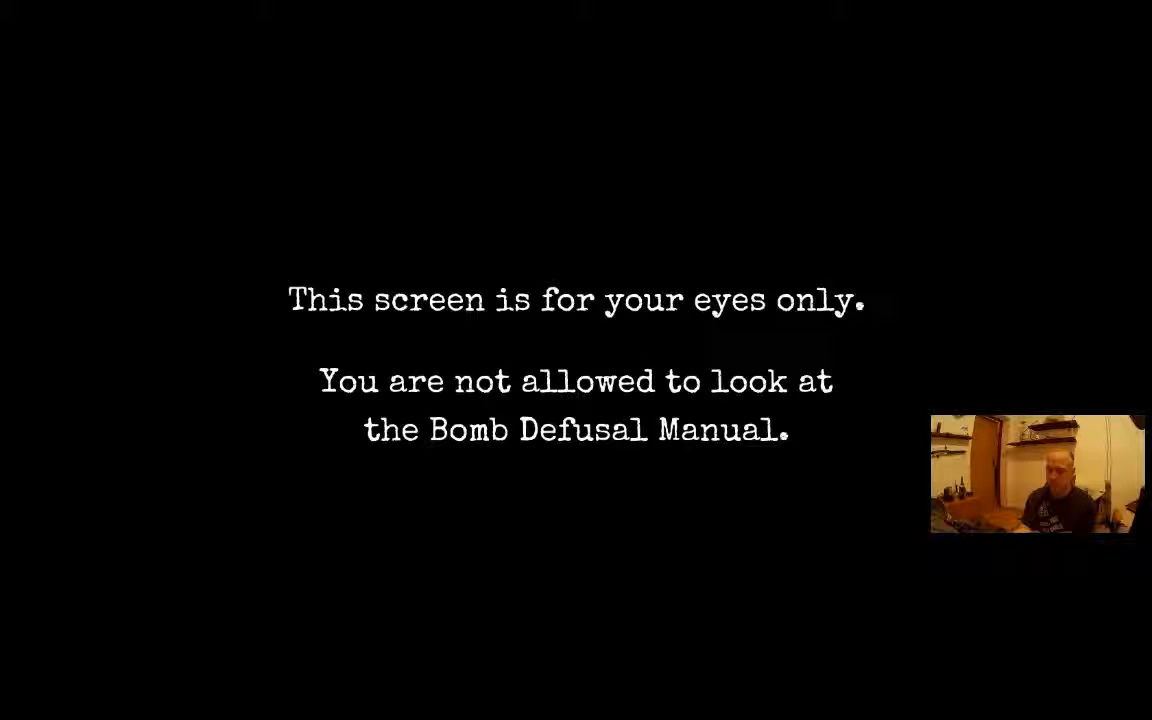 This screen is for your eyes only.
You are not allowed to look at
the Bomb Defusal Manual.